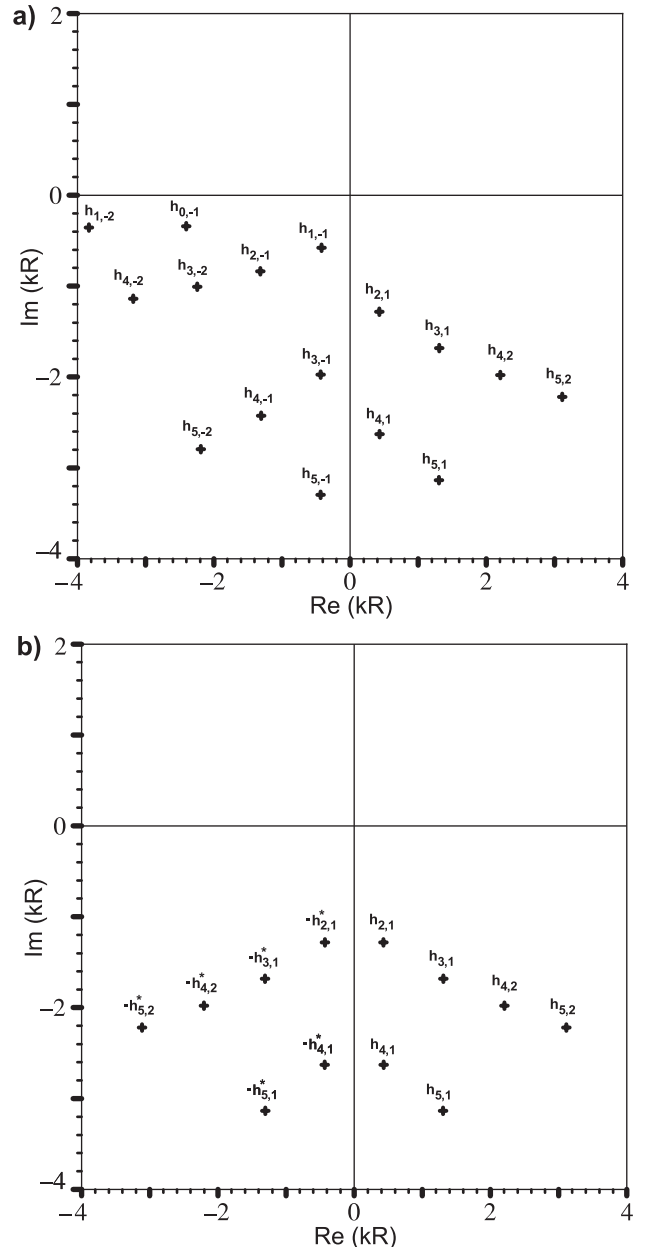 a)
2
0
h1,-2
h0,-1
h1,-1
h2,-1
h3,-2
h4,-2
h2,1
h3,1
h4,2
h5,2
h3,-1
h4,-1
h5,-2
h4,1
h5,1
h5,-1
−2
−4
Im (kR)
−4 −2 0 2 4
Re (kR)
b)
2
0
-h*2,1
h2,1
-h*3,1
h3,1
-h*4,2
h4,2
-h*5,2
h5,2
-h*4,1
h4,1
-h*5,1
h5,1
−2
−4
Im (kR)
−4 −2 0 2 4
Re (kR)